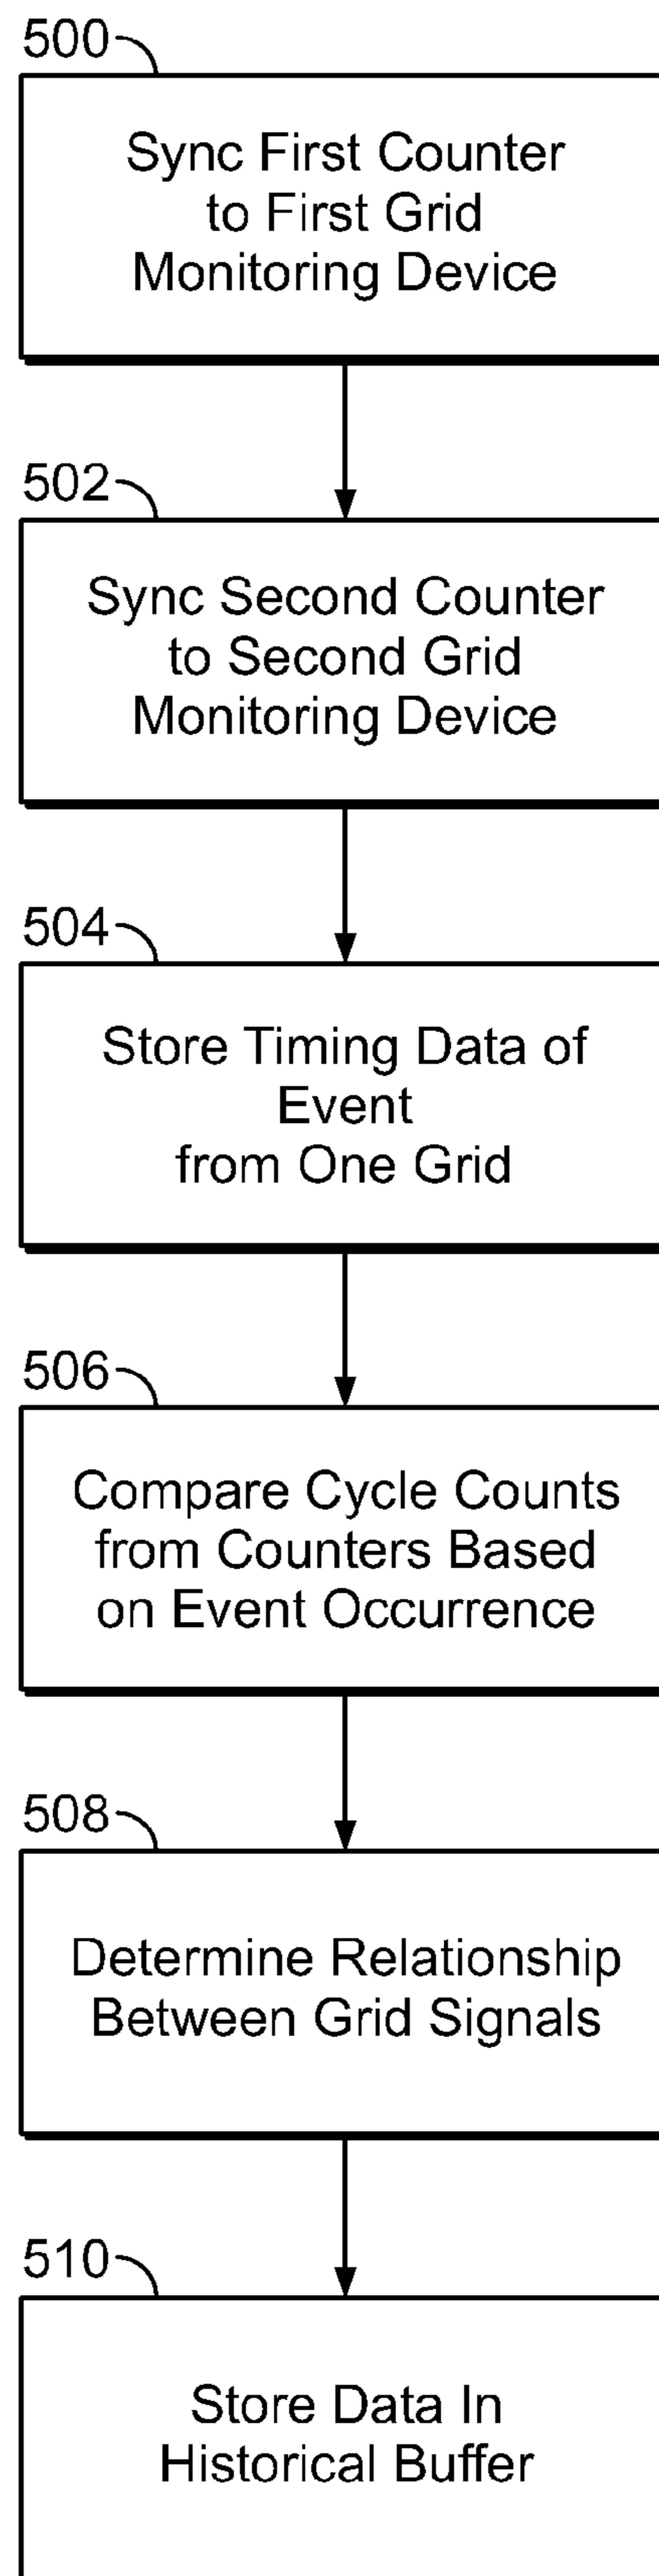 500
Sync First Counter
to First Grid
Monitoring Device
502
Sync Second Counter
to Second Grid
Monitoring Device
504
Store Timing Data of
Event
from One Grid
506
Compare Cycle Counts
from Counters Based
on Event Occurrence
508
Determine Relationship
Between Grid Signals
510
Store Data In
Historical Buffer